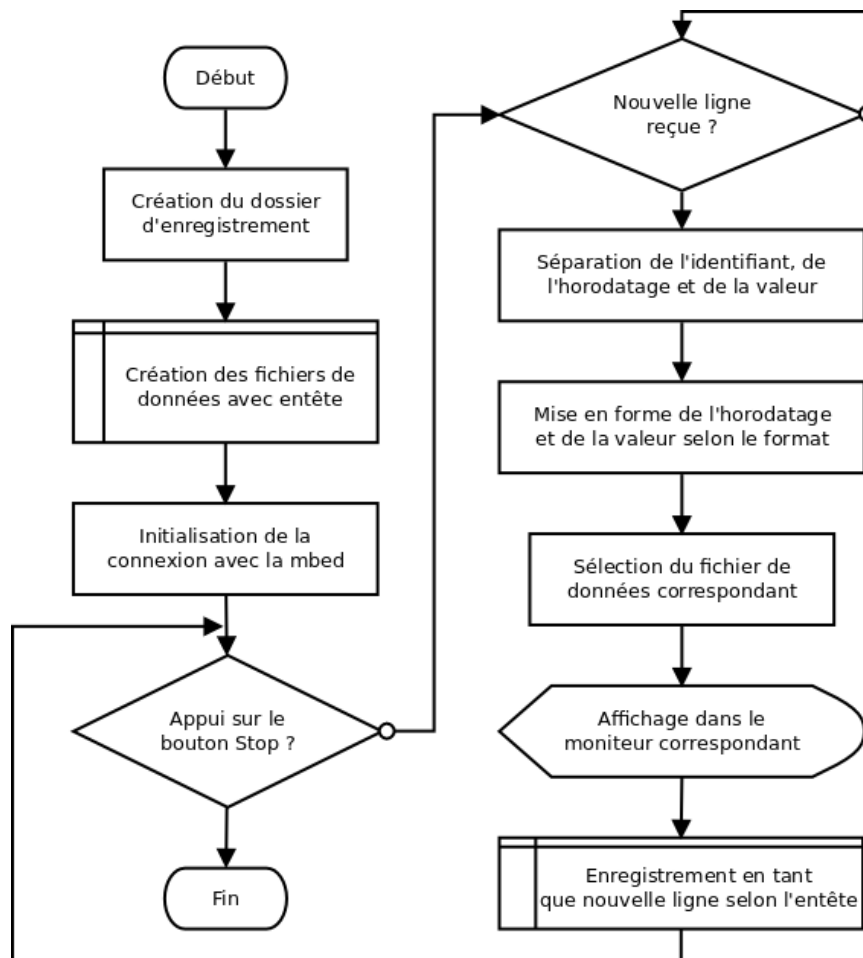 Début
Création du dossier
d'enregistrement
Création des fichiers de
données avec entête
Initialisation de la
connexion avec la mbed
Appui sur le
bouton Stop ?
Fin
Nouvelle ligne
reçue ?
Séparation de l'identifiant, de
l'horodatage et de la valeur
Mise en forme de l'horodatage
et de la valeur selon le format
Sélection du fichier de
données correspondant
Affichage dans le
moniteur correspondant
Enregistrement en tant
que nouvelle ligne selon l'entête